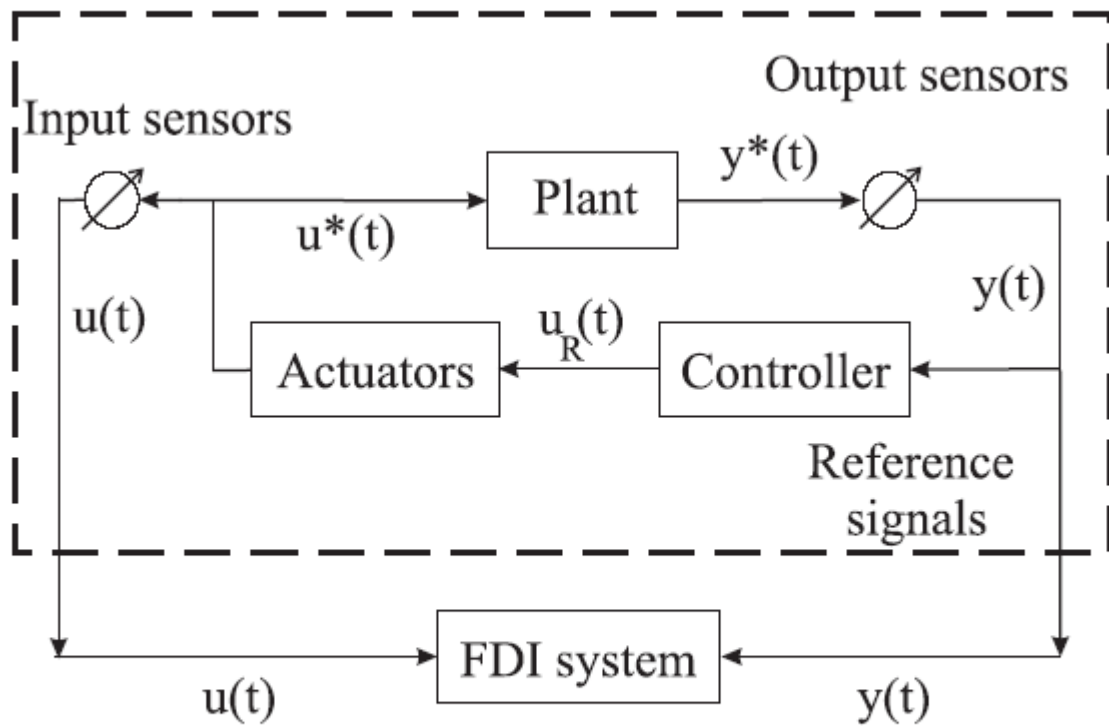 Output sensors
Input sensors
y*(t)
Plant
u*(t)
y(t)
u(t)
u_R(t)
Actuators
Controller
Reference
signals
FDI system
u(t)
y(t)